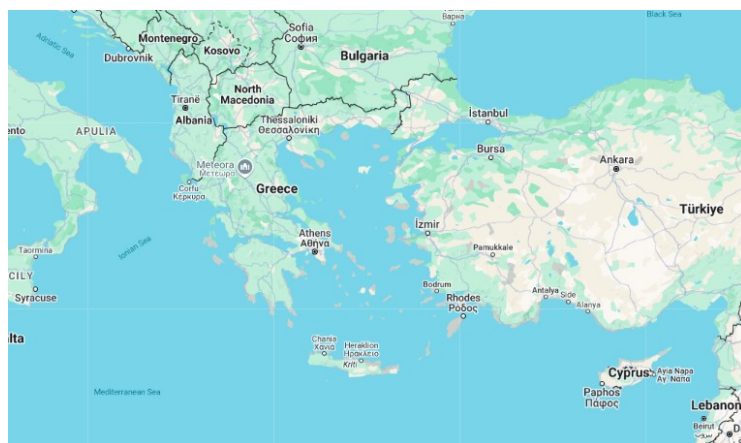 Black Sea
Варна
Sofia
София
Adriatic Sea
Montenegro
Kosovo
Dubrovnik
Bulgaria
North
Macedonia
Tiranë
Albania
Thessaloniki
Θεσσαλονίκη
İstanbul
ento
APULIA
Bursa
Ankara
Meteora
Μετέωρα
Corfu
Κέρκυρα
Greece
Türkiye
Athens
Αθήνα
İzmir
Ionian Sea
Taormina
Pamukkale
CILY
Syracuse
Bodrum
Rhodes
Ρόδος
Antalya
Side
Alanya
lta
Chania
Χανιά
Heraklion
Ηράκλειο
Kriti
Cyprus
Ayia Napa
Αγ. Νάπα
Paphos
Πάφος
Mediterranean Sea
Lebanon
Beirut
بيروت
D